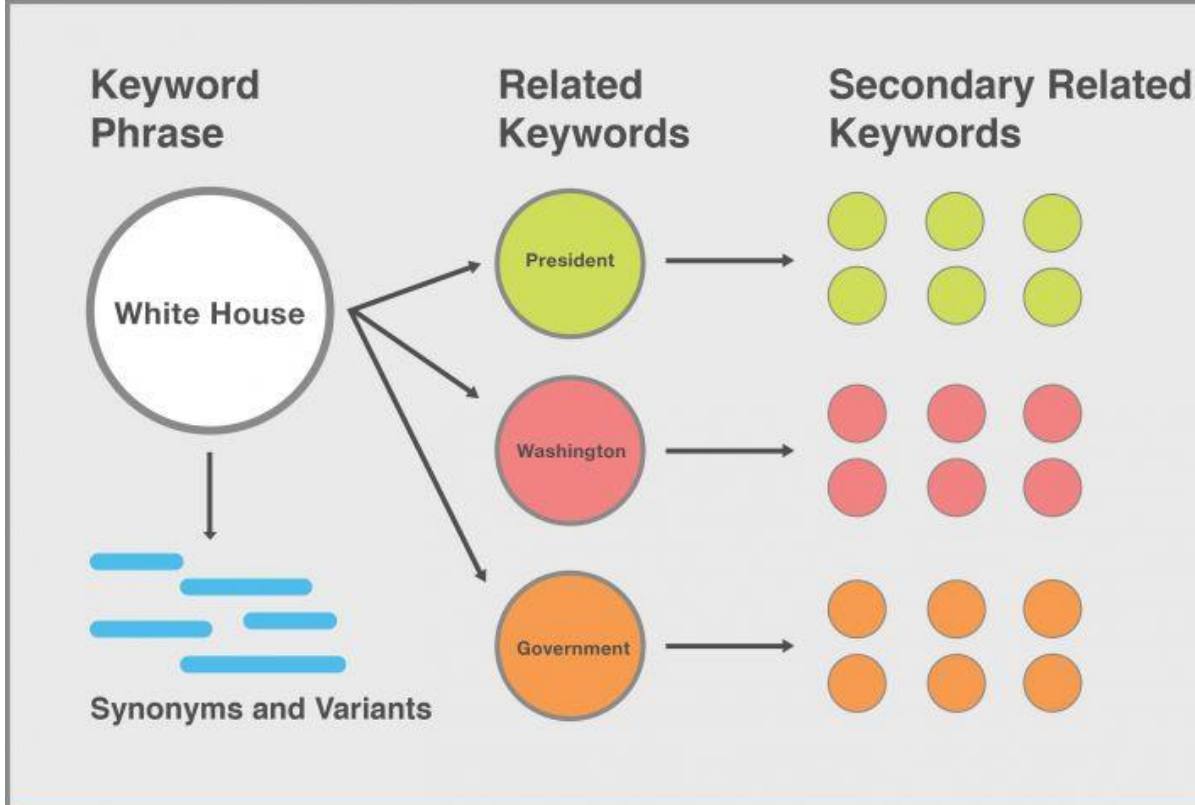 Keyword
Phrase
Related
Keywords
Secondary Related
Keywords
White House
President
Washington
Government
Synonyms and Variants